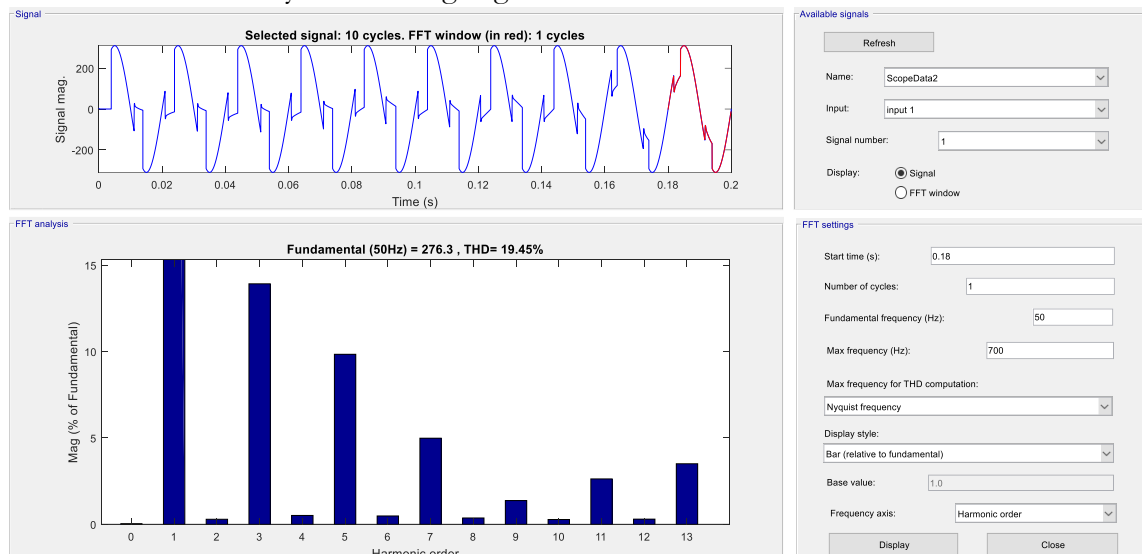 Signal
Selected signal: 10 cycles. FFT window (in red): 1 cycles
Signal mag.
200
0
-200
0 0.02 0.04 0.06 0.08 0.1 0.12 0.14 0.16 0.18 0.2
Time (s)
Available signals
Refresh
Name: ScopeData2
Input: input 1
Signal number: 1
Display: Signal
FFT window
FFT analysis
Fundamental (50Hz) = 276.3 , THD= 19.45%
Mag (% of Fundamental)
15
10
5
0
0 1 2 3 4 5 6 7 8 9 10 11 12 13
Harmonic order
FFT settings
Start time (s): 0.18
Number of cycles: 1
Fundamental frequency (Hz): 50
Max frequency (Hz): 700
Max frequency for THD computation:
Nyquist frequency
Display style:
Bar (relative to fundamental)
Base value: 1.0
Frequency axis: Harmonic order
Display Close